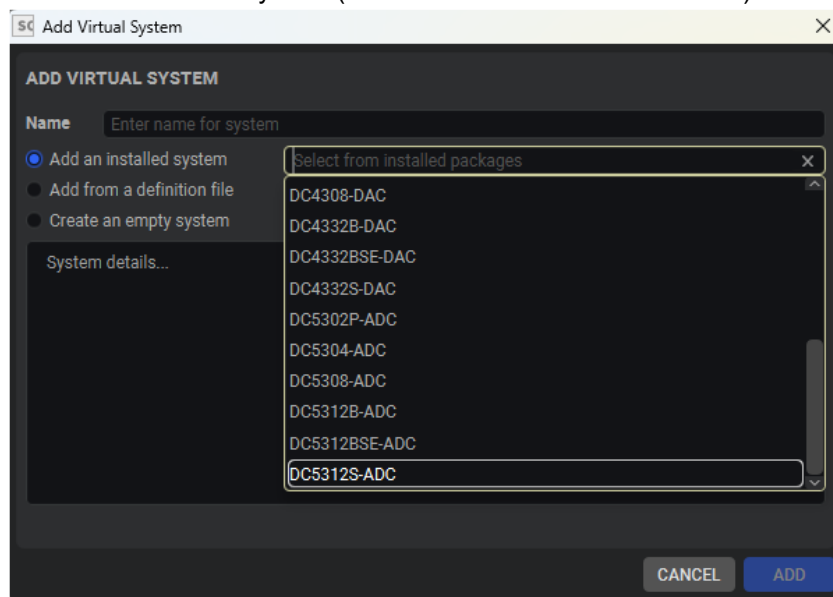 SC Add Virtual System
ADD VIRTUAL SYSTEM
Name Enter name for system
Add an installed system Select from installed packages
Add from a definition file
Create an empty system
System details...
DC4308-DAC
DC4332B-DAC
DC4332BSE-DAC
DC4332S-DAC
DC5302P-ADC
DC5304-ADC
DC5308-ADC
DC5312B-ADC
DC5312BSE-ADC
DC5312S-ADC
CANCEL ADD